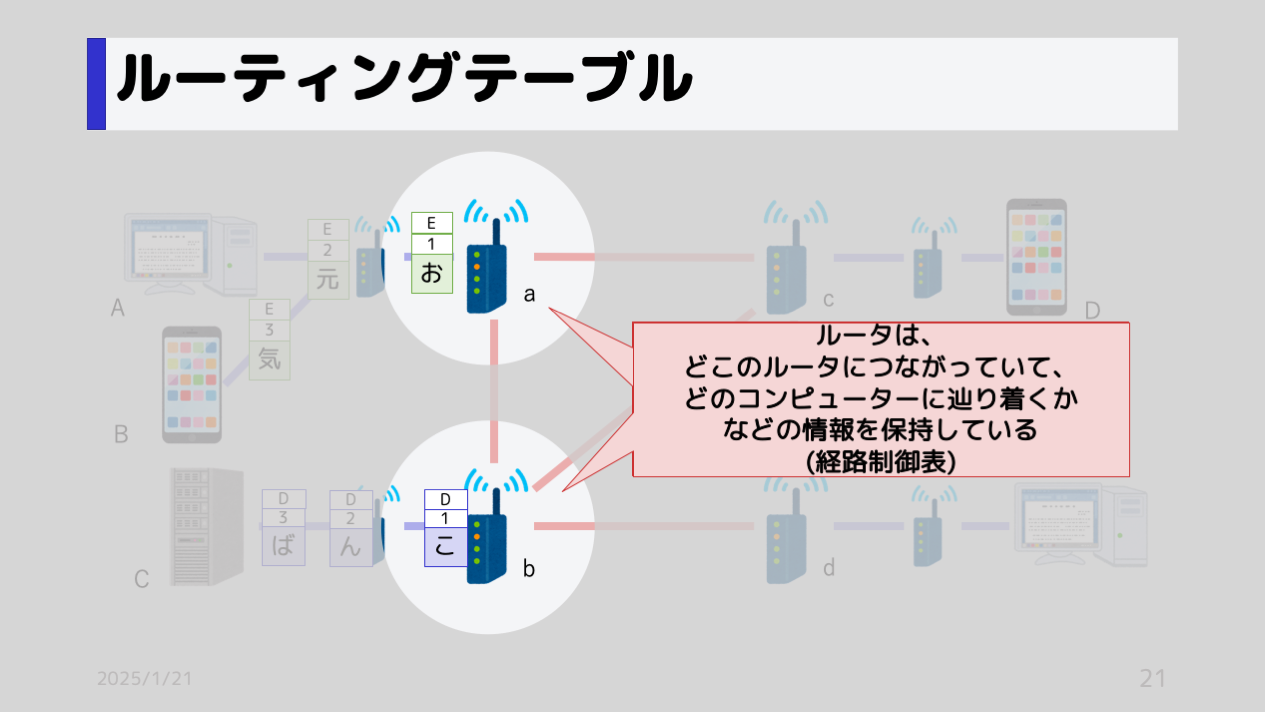 ルーティングテーブル
A
E
2
元
E
1
お
a
c
D
E
3
気
B
ルータは、
どこのルータにつながっていて、
どのコンピューターに辿り着くか
などの情報を保持している
(経路制御表)
C
D
3
ば
D
2
ん
D
1
こ
b
d
2025/1/21
21